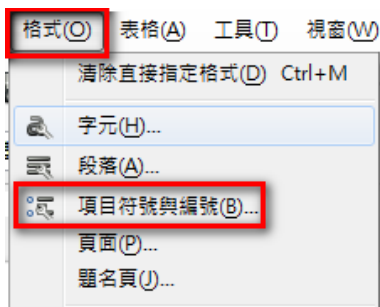 格式(O) 表格(A) 工具(T) 視窗(W)
清除直接指定格式(D) Ctrl+M
字元(H)...
段落(A)...
項目符號與編號(B)...
頁面(P)...
題名頁(J)...